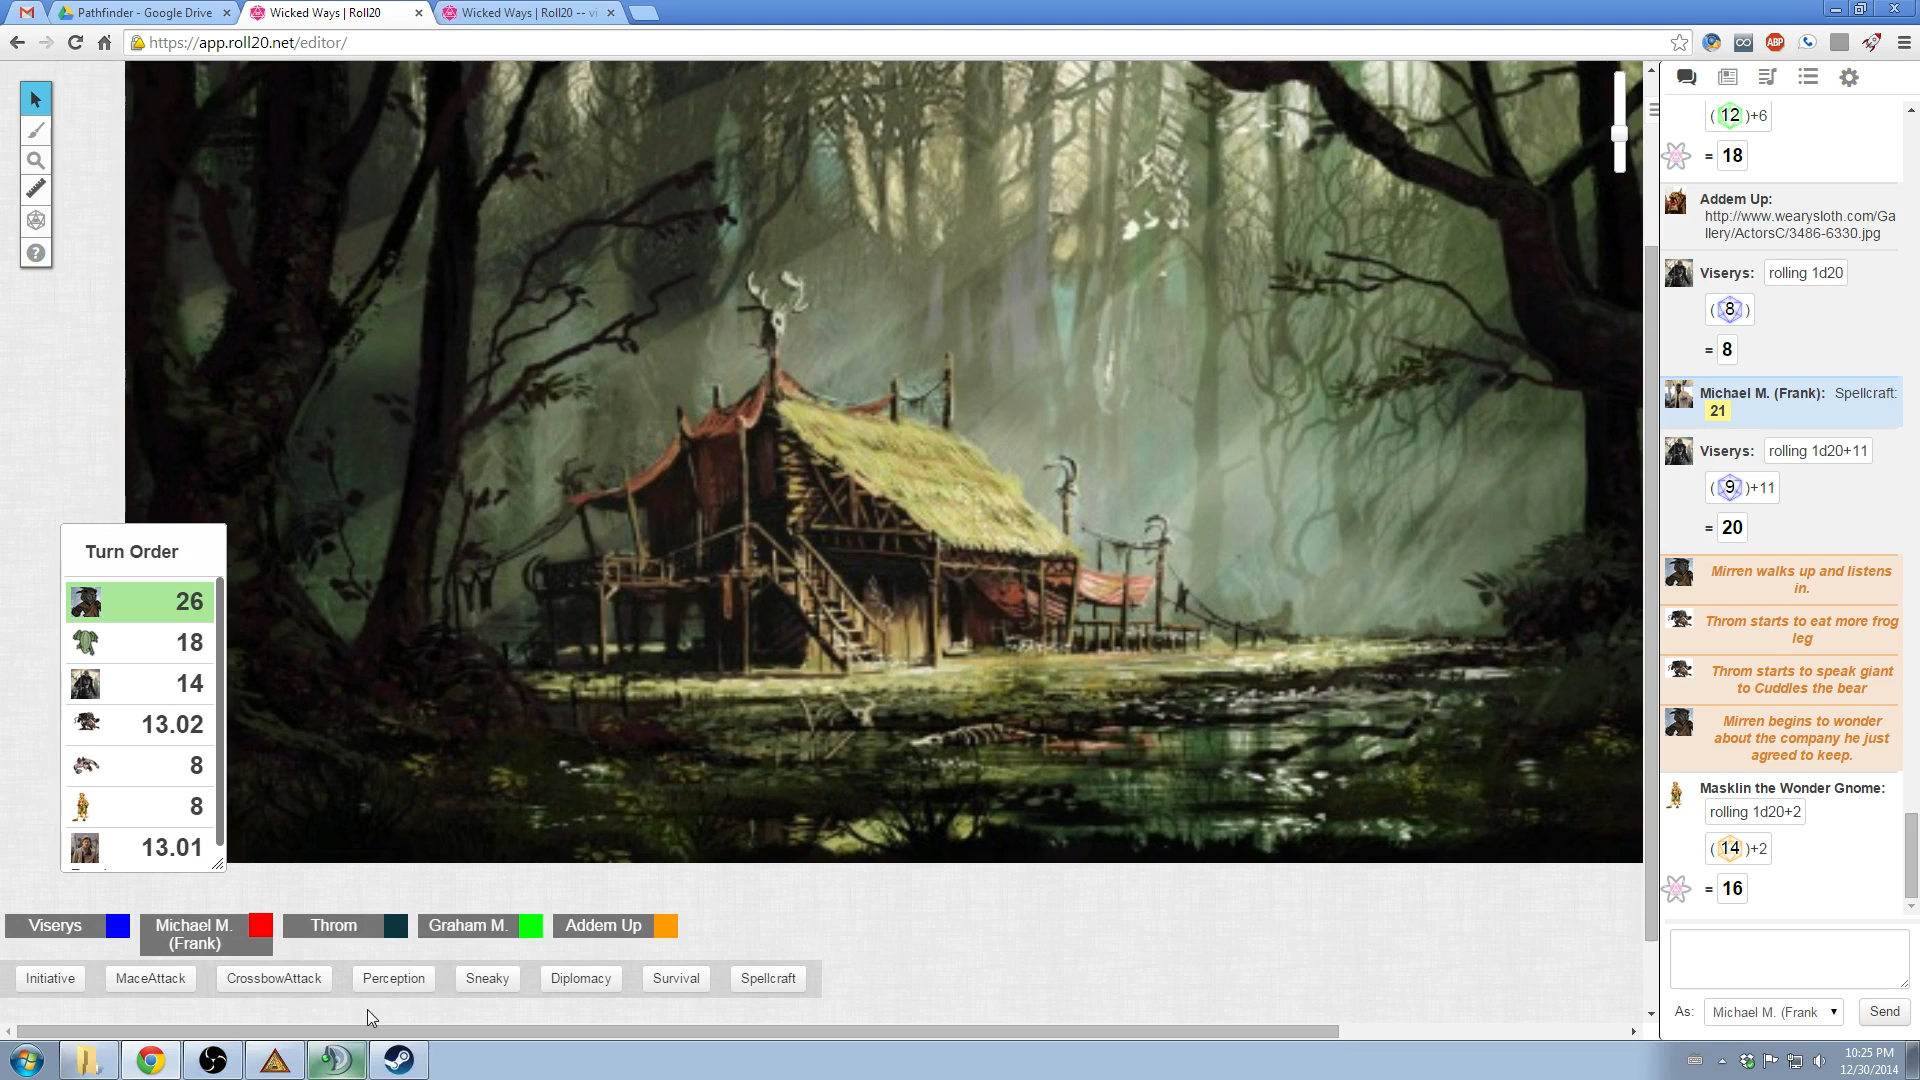 Pathfinder - Google Drive
Wicked Ways | Roll20
Wicked Ways | Roll20 -- vi
https://app.roll20.net/editor/
ABP
(12)+6
= 18
Addem Up:
http://www.wearysloth.com/Ga
llery/ActorsC/3486-6330.jpg
Viserys: rolling 1d20
(8)
= 8
Michael M. (Frank): Spellcraft:
21
Viserys: rolling 1d20+11
(9)+11
= 20
Mirren walks up and listens
in.
Throm starts to eat more frog
leg
Throm starts to speak giant
to Cuddles the bear
Mirren begins to wonder
about the company he just
agreed to keep.
Masklin the Wonder Gnome:
rolling 1d20+2
(14)+2
= 16
As: Michael M. (Frank
Send
Turn Order
26
18
14
13.02
8
8
13.01
Viserys
Michael M.
(Frank)
Throm
Graham M.
Addem Up
Initiative
MaceAttack
CrossbowAttack
Perception
Sneaky
Diplomacy
Survival
Spellcraft
10:25 PM
12/30/2014